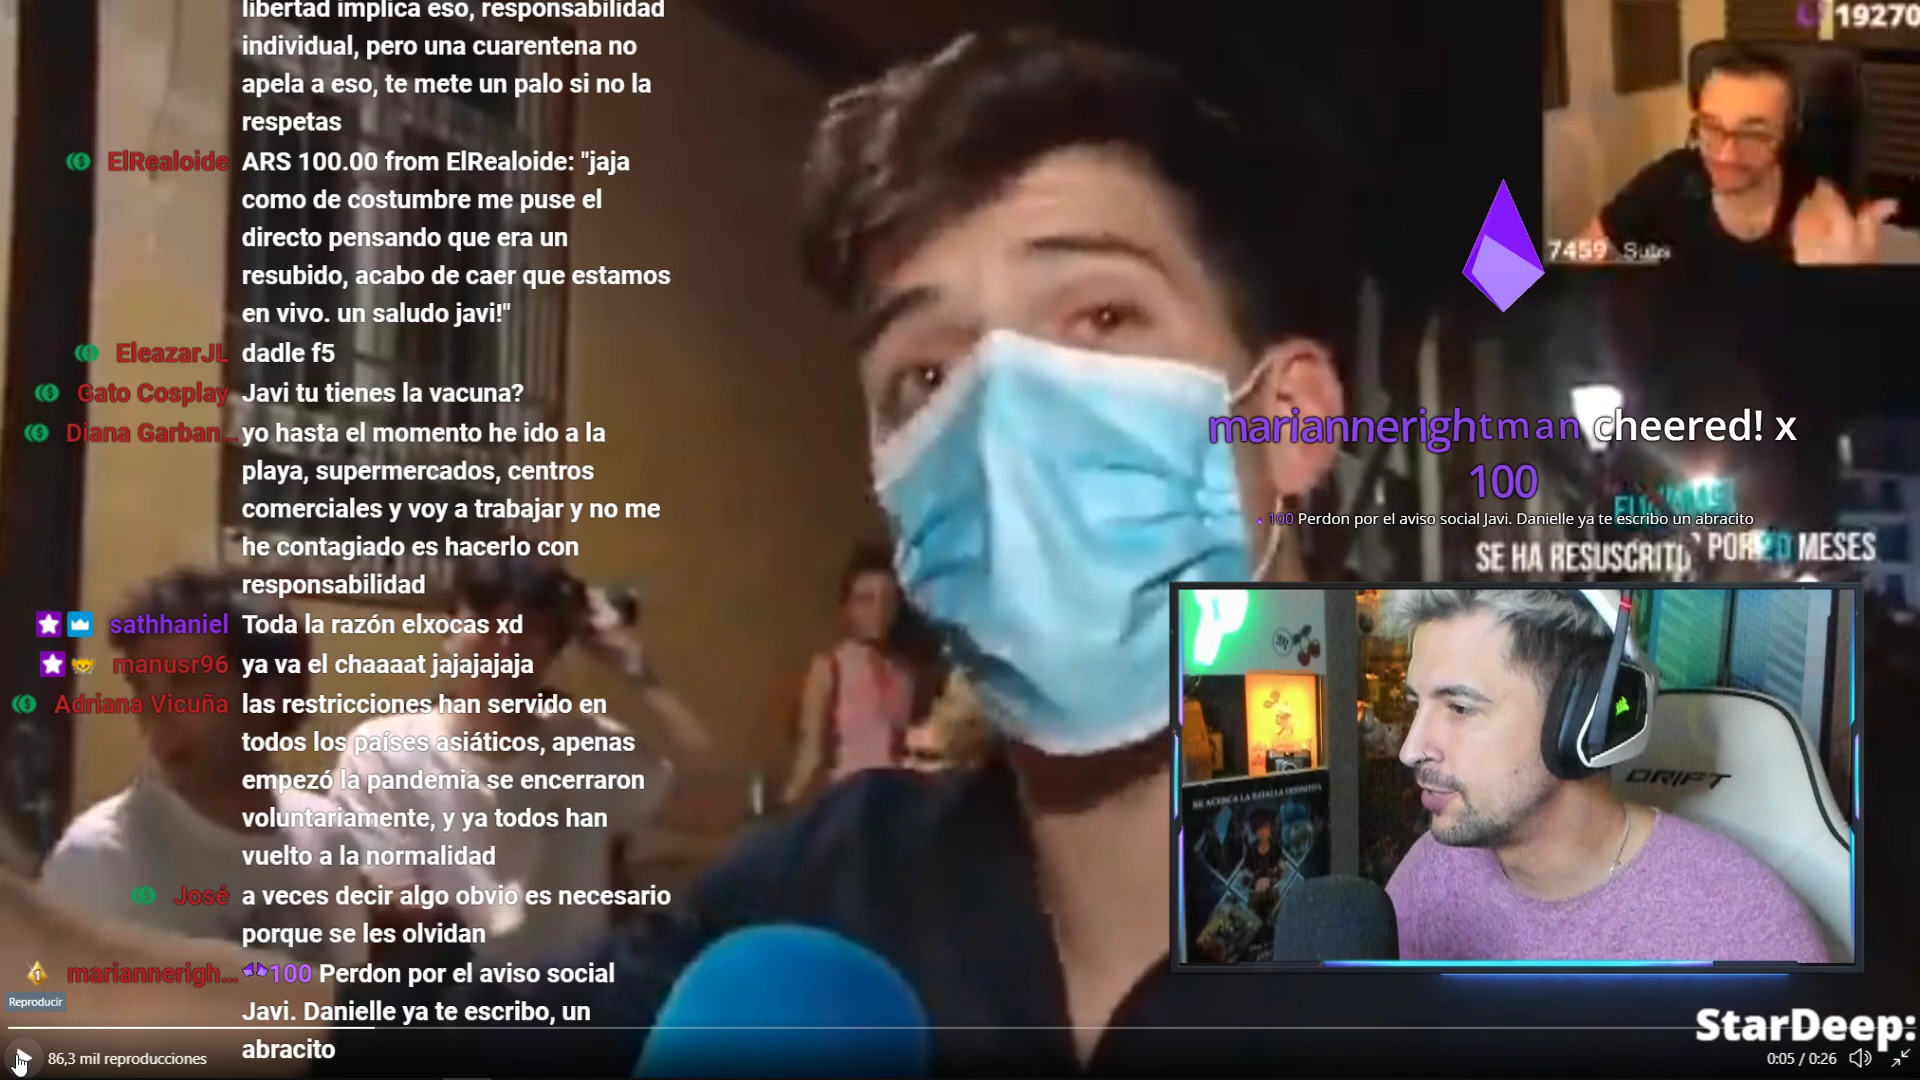 libertad implica eso, responsabilidad
individual, pero una cuarentena no
apela a eso, te mete un palo si no la
respetas
ElRealoide ARS 100.00 from ElRealoide: "jaja
como de costumbre me puse el
directo pensando que era un
resubido, acabo de caer que estamos
en vivo. un saludo javi!"
EleazarJL dadle f5
Gato Cosplay Javi tu tienes la vacuna?
Diana Garban... yo hasta el momento he ido a la
playa, supermercados, centros
comerciales y voy a trabajar y no me
he contagiado es hacerlo con
responsabilidad
sathhaniel Toda la razón elxocas xd
manusr96 ya va el chaaaat jajajajaja
Adriana Vicuña las restricciones han servido en
todos los países asiáticos, apenas
empezó la pandemia se encerraron
voluntariamente, y ya todos han
vuelto a la normalidad
José a veces decir algo obvio es necesario
porque se les olvidan
mariannerigh... 100 Perdon por el aviso social
Javi. Danielle ya te escribo, un
abracito
Reproducir
86,3 mil reproducciones
19270
7459 Subs
mariannerightman cheered! x
100
100 Perdon por el aviso social Javi. Danielle ya te escribo un abracito
SE HA RESUSCRITO POR 20 MESES
SE ACERCA LA BATALLA DEFINITIVA
DRIFT
StarDeep:
0:05 / 0:26